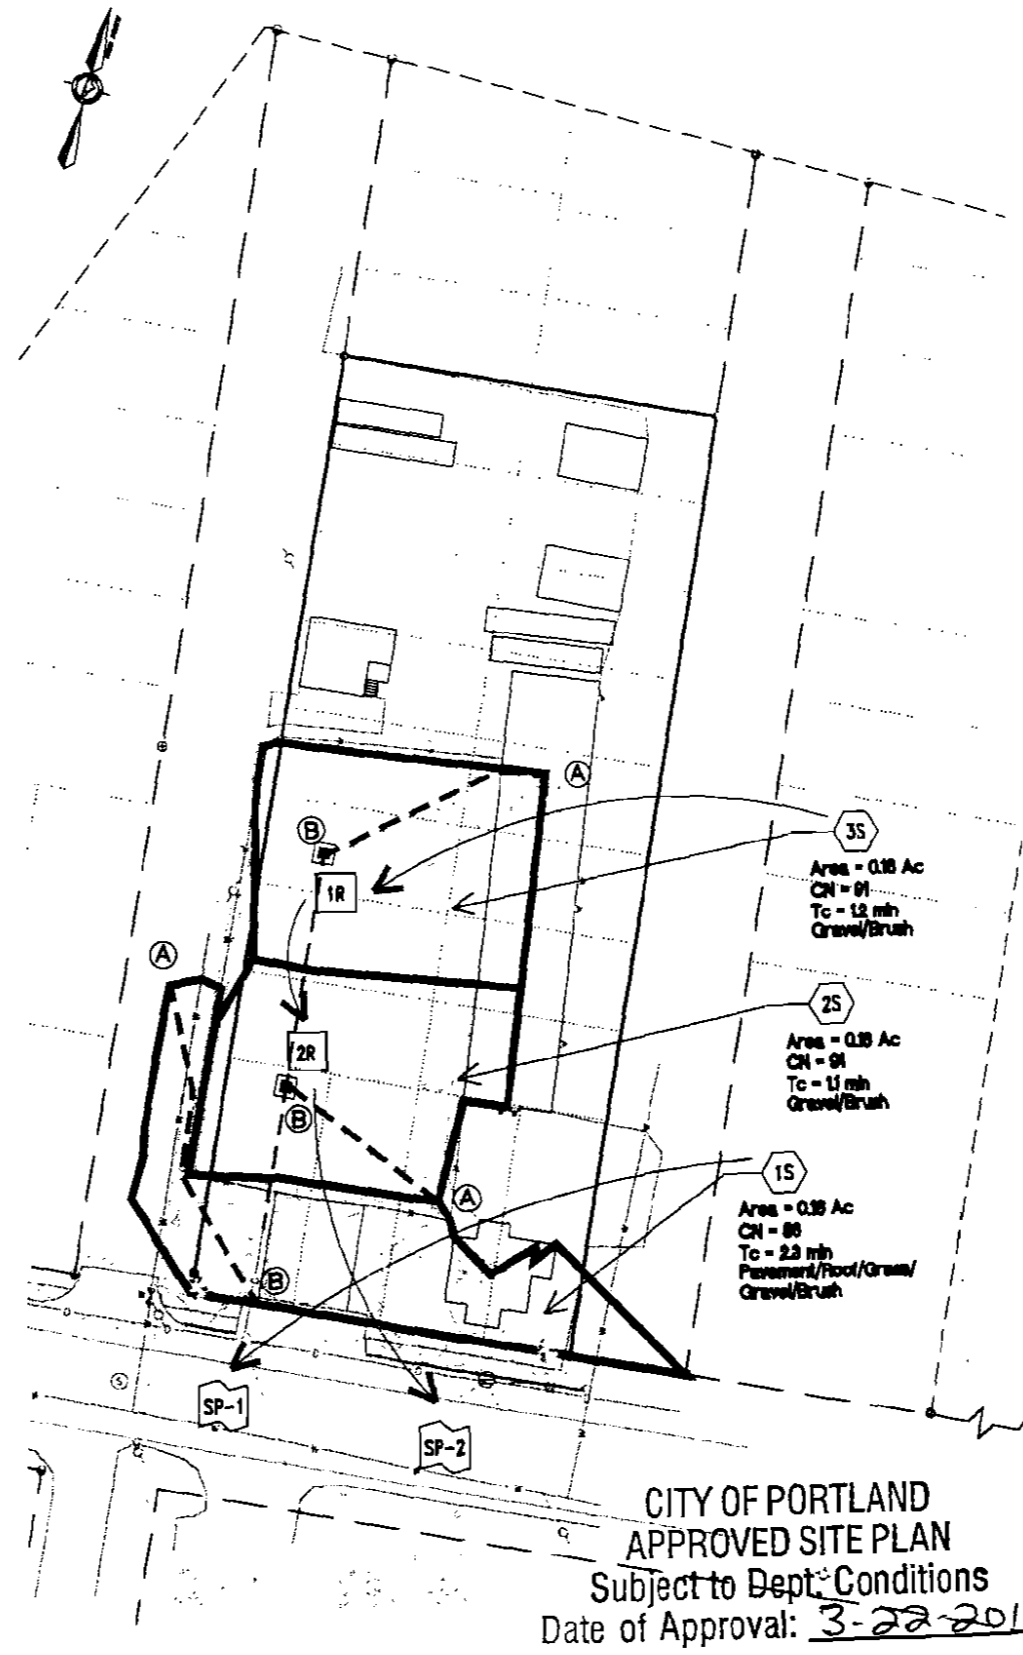 A
B
3S
Area = 0.18 Ac
CN = 91
Tc = 1.2 min
Gravel/Brush
1R
A
2S
Area = 0.18 Ac
CN = 91
Tc = 1.1 min
Gravel/Brush
2R
B
1S
A
Area = 0.18 Ac
CN =
Tc = 2.3 min
Pavement/Roof/Grass/
Gravel/Brush
B
S
SP-1
SP-2
CITY OF PORTLAND
APPROVED SITE PLAN
Subject to Dept. Conditions
Date of Approval: 3-22-201